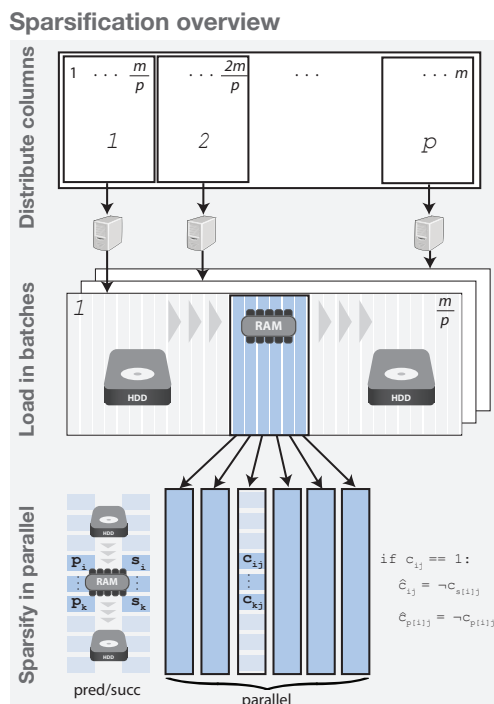 Sparsification overview
Distribute columns
1 ... m/p
... 2m/p
...
... m
1
2
p
Load in batches
1
m/p
RAM
HDD
HDD
Sparsify in parallel
HDD
p_i
s_i
RAM
p_k
s_k
HDD
pred/succ
c_ij
c_kj
parallel
if c_ij == 1:
ĉ_ij = ¬c_s[i]j
ĉ_p[i]j = ¬c_p[i]j